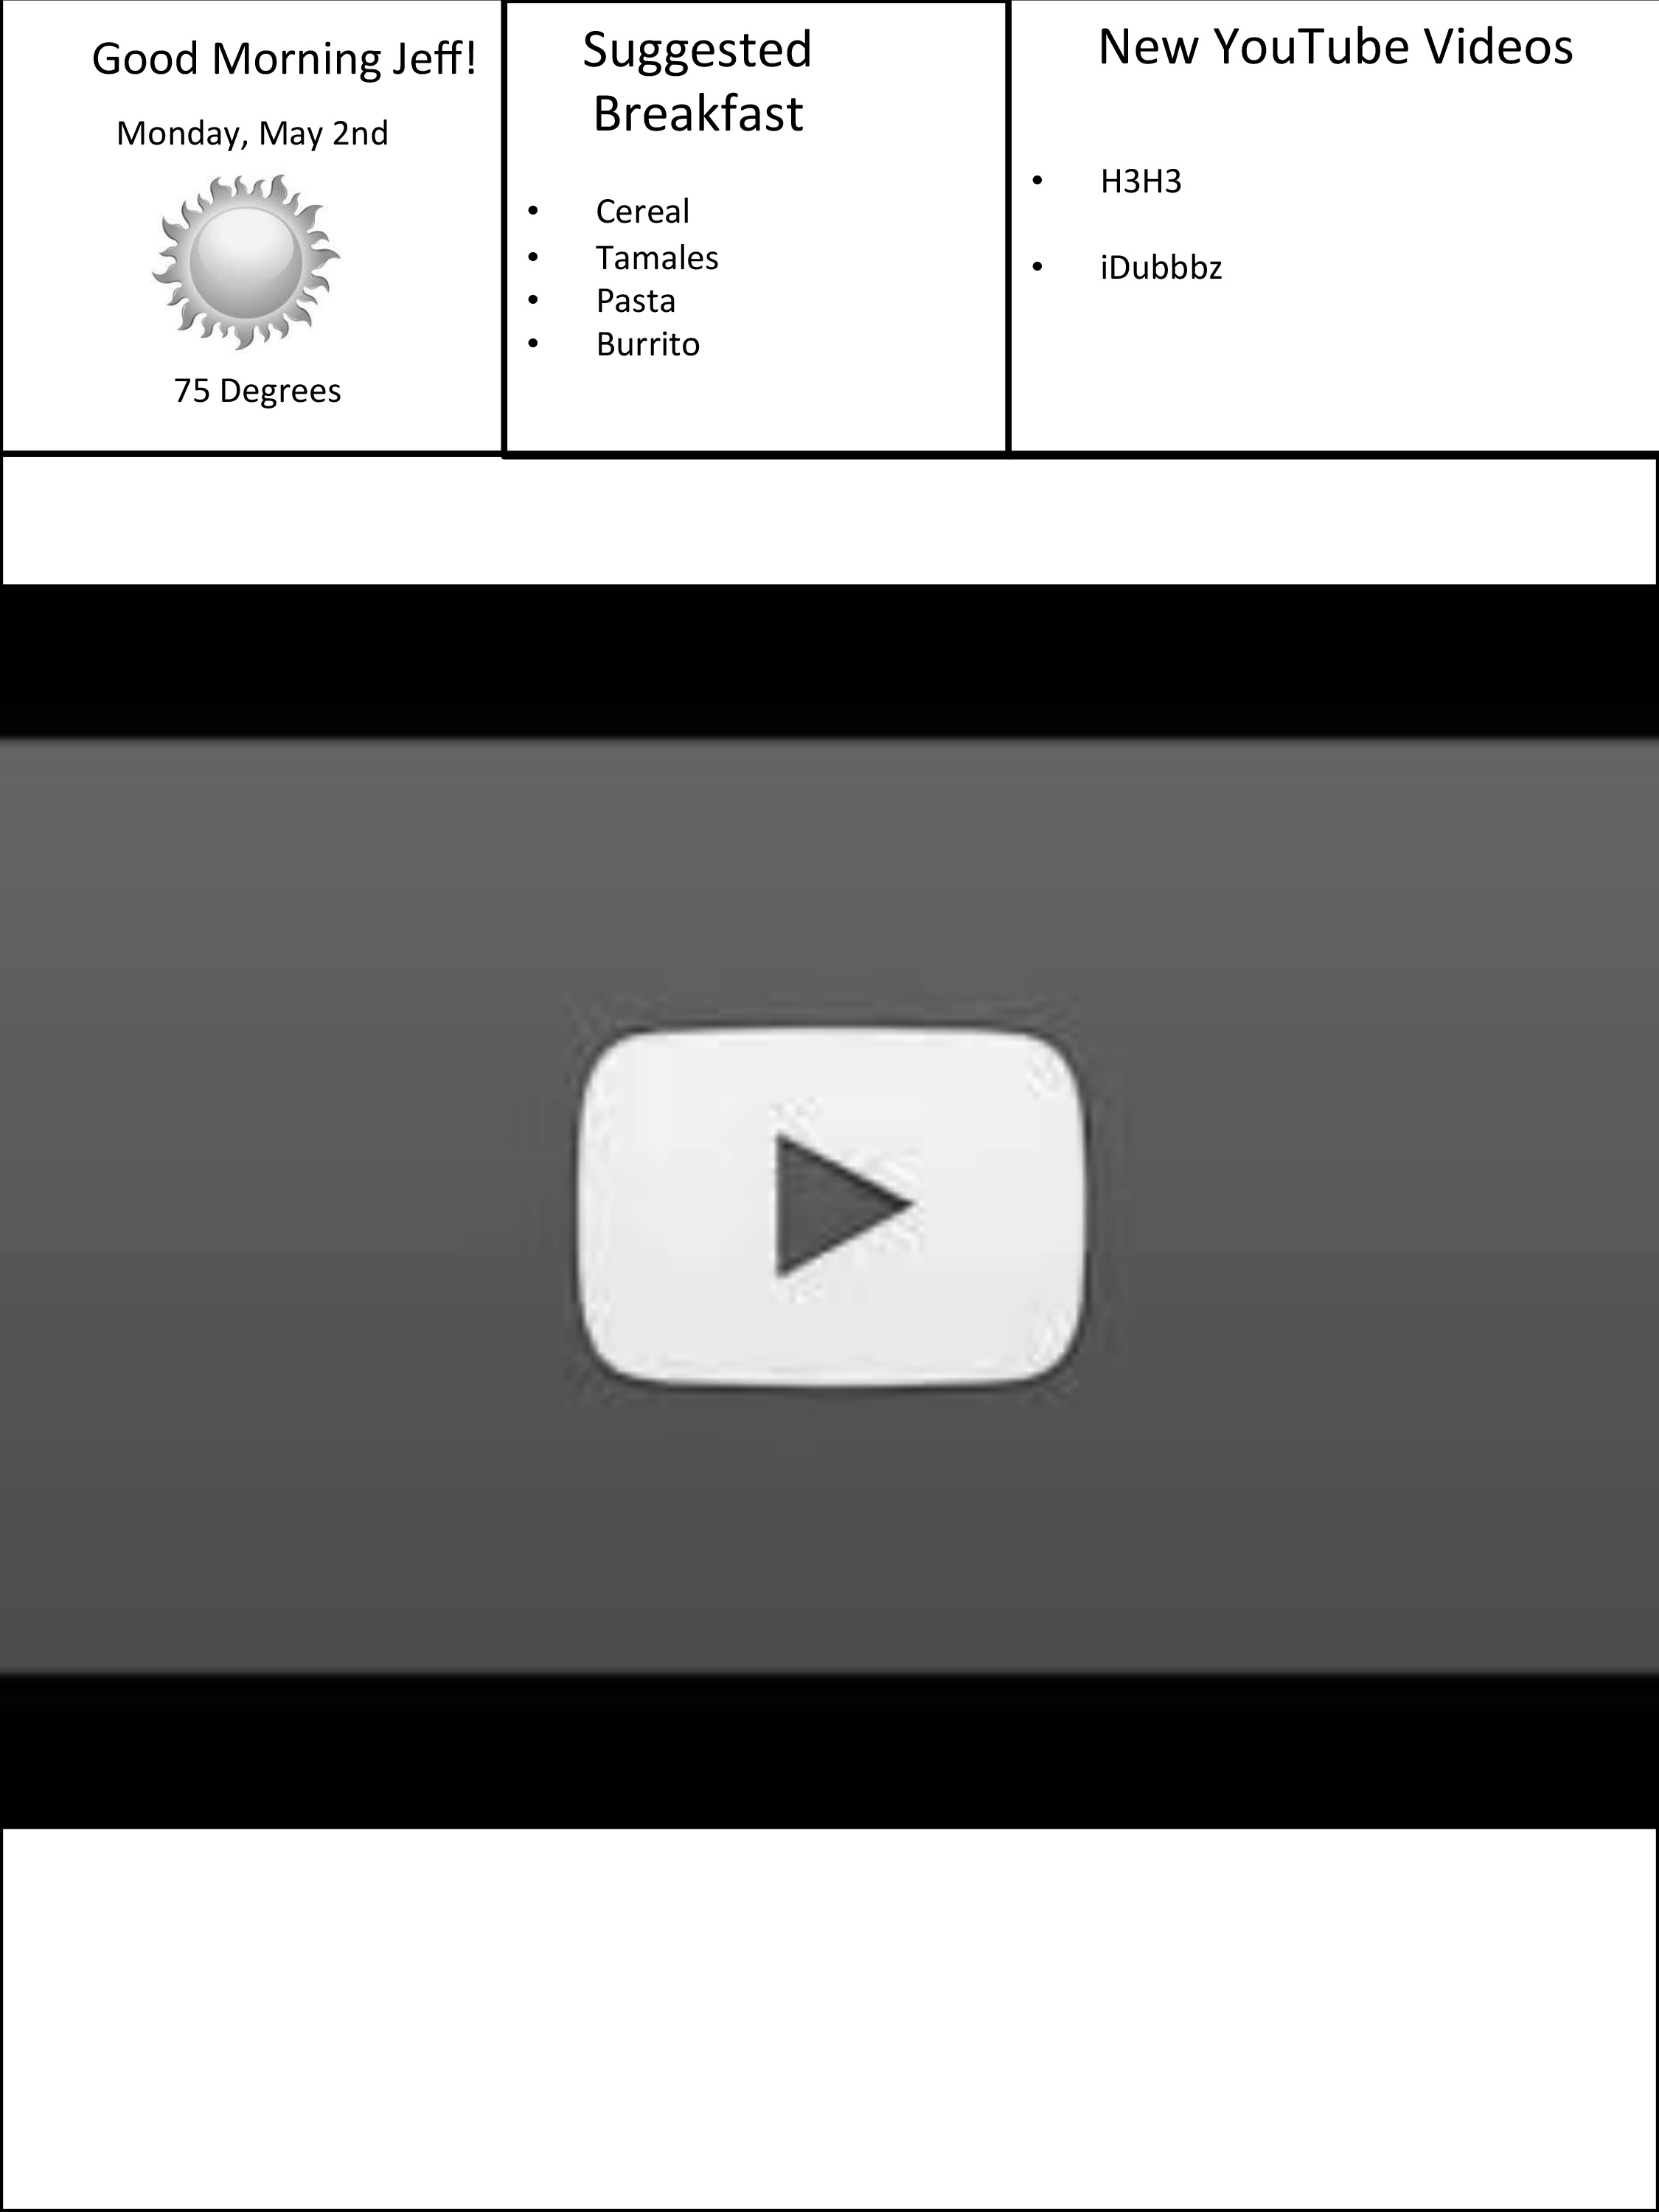 Good Morning Jeff!
Monday, May 2nd
75 Degrees
Suggested
Breakfast
• Cereal
• Tamales
• Pasta
• Burrito
New YouTube Videos
• H3H3
• iDubbbz